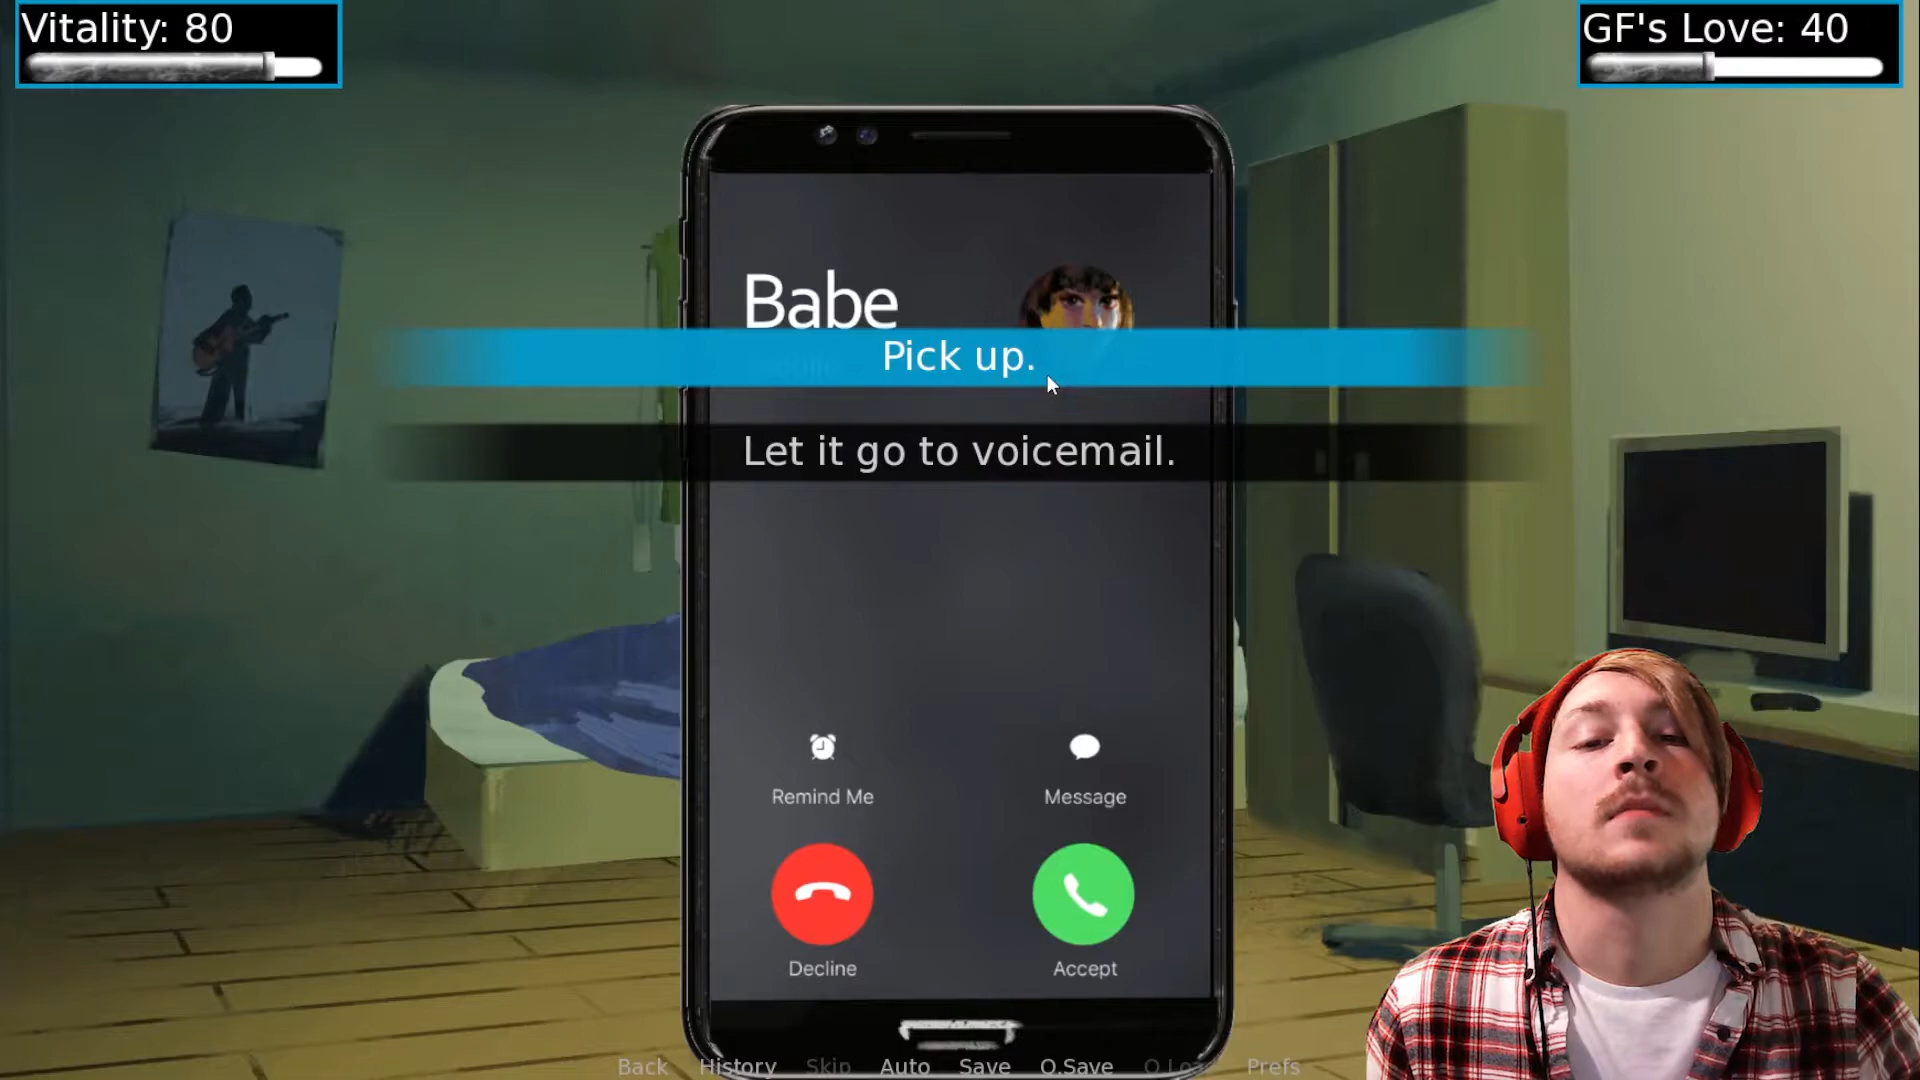 Vitality: 80
GF's Love: 40
Babe
Pick up.
Let it go to voicemail.
Remind Me
Message
Decline
Accept
Back
History
Skip
Auto
Save
Q.Save
Prefs